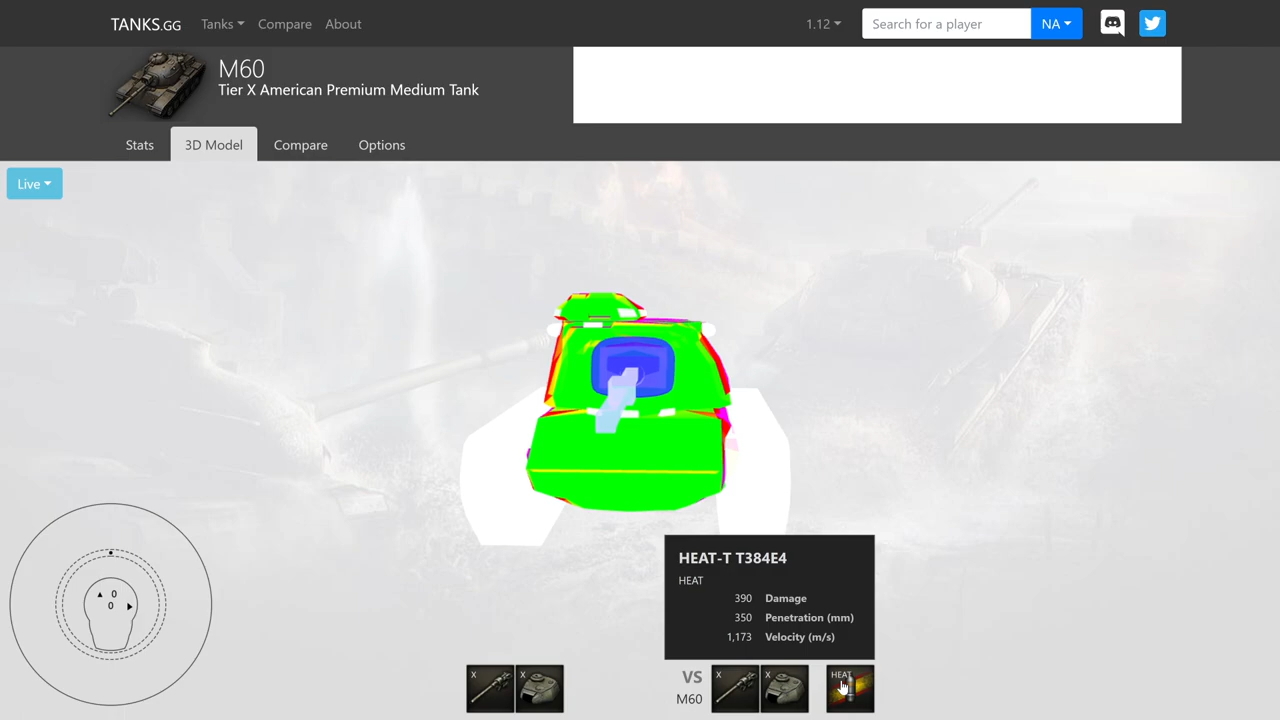 TANKS.GG
Tanks
Compare
About
1.12
Search for a player
NA
M60
Tier X American Premium Medium Tank
Stats
3D Model
Compare
Options
Live
0
0
HEAT-T T384E4
HEAT
390 Damage
350 Penetration (mm)
1,173 Velocity (m/s)
X
X
VS
M60
X
X
HEAT